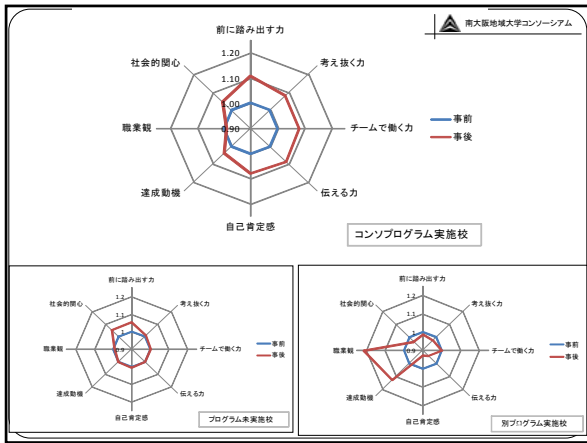 南大阪地域大学コンソーシアム
前に踏み出す力
1.20
社会的関心
考え抜く力
1.10
1.00
職業観
0.90
チームで働く力
事前
事後
達成動機
伝える力
自己肯定感
コンソプログラム実施校
前に踏み出す力
1.2
社会的関心
考え抜く力
1.1
1
職業観
0.9
チームで働く力
事前
事後
達成動機
伝える力
自己肯定感
プログラム未実施校
前に踏み出す力
1.2
社会的関心
考え抜く力
1.1
1
職業観
0.9
チームで働く力
事前
事後
達成動機
伝える力
自己肯定感
別プログラム実施校